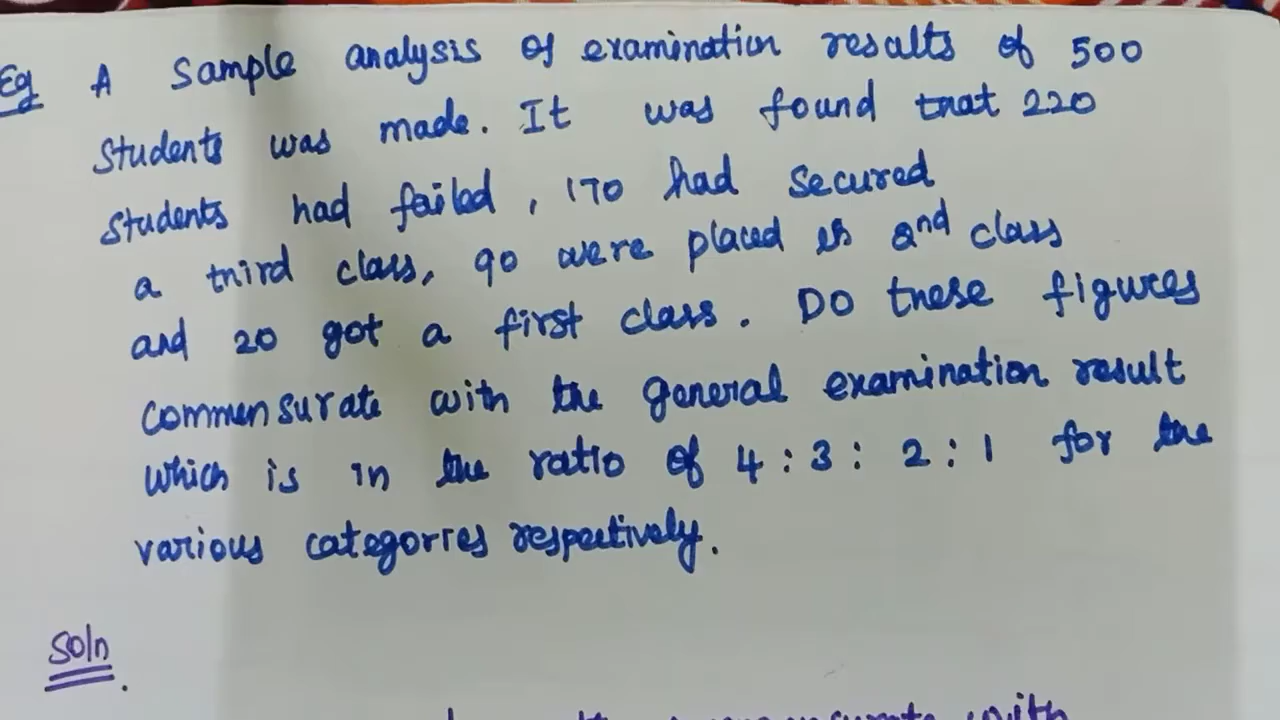 Eg A sample analysis of examination results of 500
students was made. It was found that 220
students had failed, 170 had secured
a third class, 90 were placed in 2nd class
and 20 got a first class. Do these figures
commensurate with the general examination result
which is in the ratio of 4 : 3 : 2 : 1 for the
various categories respectively.
Soln.
commensurate with